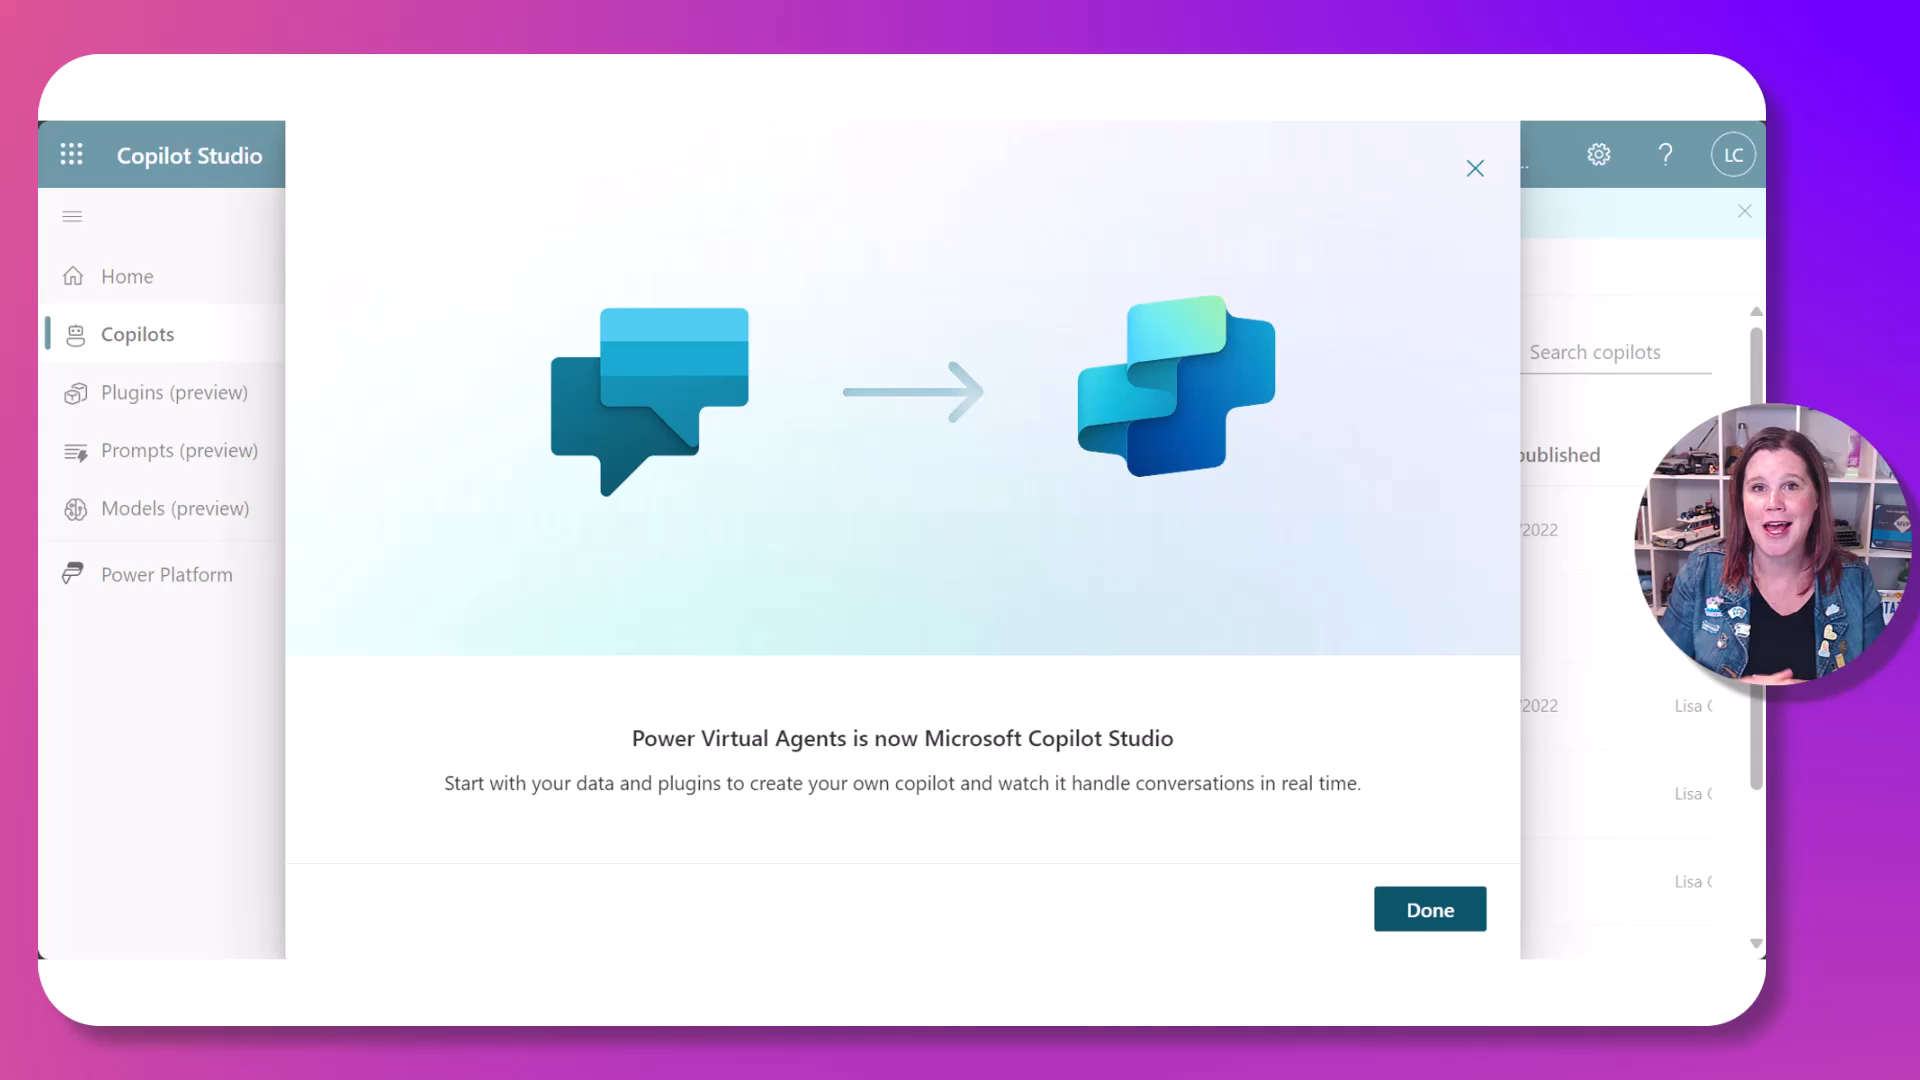 Copilot Studio
LC
Home
Copilots
Search copilots
Plugins (preview)
Prompts (preview)
published
Models (preview)
/2022
Power Platform
/2022
Lisa
Power Virtual Agents is now Microsoft Copilot Studio
Start with your data and plugins to create your own copilot and watch it handle conversations in real time.
Lisa
Lisa
Done